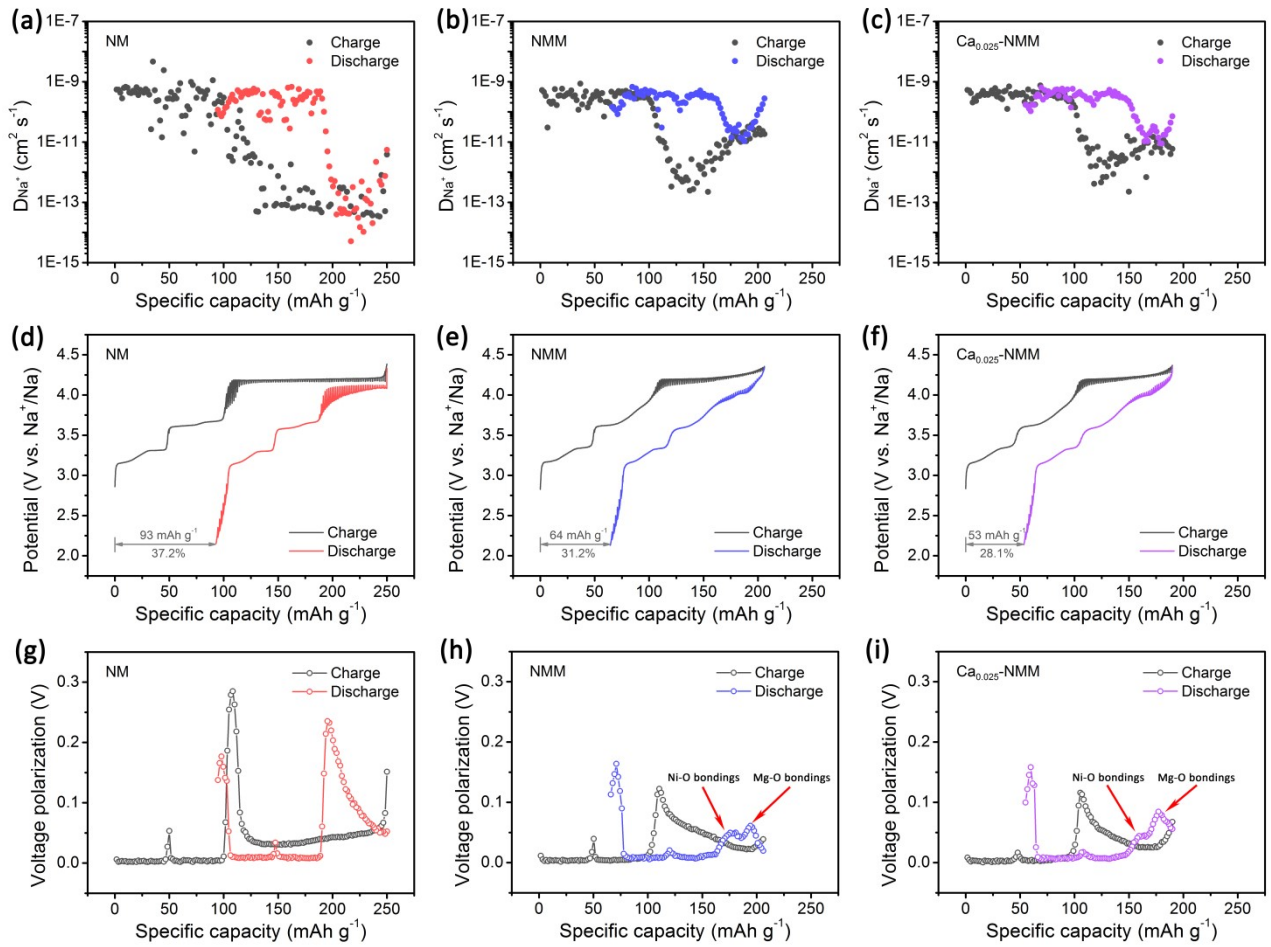 (a)
NM
Charge
Discharge
1E-7
1E-9
1E-11
1E-13
1E-15
D_Na⁺ (cm² s⁻¹)
0 50 100 150 200 250
Specific capacity (mAh g⁻¹)
(b)
NMM
Charge
Discharge
1E-7
1E-9
1E-11
1E-13
1E-15
D_Na⁺ (cm² s⁻¹)
0 50 100 150 200 250
Specific capacity (mAh g⁻¹)
(c)
Ca₀.₀₂₅-NMM
Charge
Discharge
1E-7
1E-9
1E-11
1E-13
1E-15
D_Na⁺ (cm² s⁻¹)
0 50 100 150 200 250
Specific capacity (mAh g⁻¹)
(d)
NM
4.5
4.0
3.5
3.0
2.5
2.0
Potential (V vs. Na⁺/Na)
93 mAh g⁻¹
37.2%
Charge
Discharge
0 50 100 150 200 250
Specific capacity (mAh g⁻¹)
(e)
NMM
4.5
4.0
3.5
3.0
2.5
2.0
Potential (V vs. Na⁺/Na)
64 mAh g⁻¹
31.2%
Charge
Discharge
0 50 100 150 200 250
Specific capacity (mAh g⁻¹)
(f)
Ca₀.₀₂₅-NMM
4.5
4.0
3.5
3.0
2.5
2.0
Potential (V vs. Na⁺/Na)
53 mAh g⁻¹
28.1%
Charge
Discharge
0 50 100 150 200 250
Specific capacity (mAh g⁻¹)
(g)
NM
Charge
Discharge
0.3
0.2
0.1
0.0
Voltage polarization (V)
0 50 100 150 200 250
Specific capacity (mAh g⁻¹)
(h)
NMM
Charge
Discharge
Ni-O bondings
Mg-O bondings
0.3
0.2
0.1
0.0
Voltage polarization (V)
0 50 100 150 200 250
Specific capacity (mAh g⁻¹)
(i)
Ca₀.₀₂₅-NMM
Charge
Discharge
Ni-O bondings
Mg-O bondings
0.3
0.2
0.1
0.0
Voltage polarization (V)
0 50 100 150 200 250
Specific capacity (mAh g⁻¹)